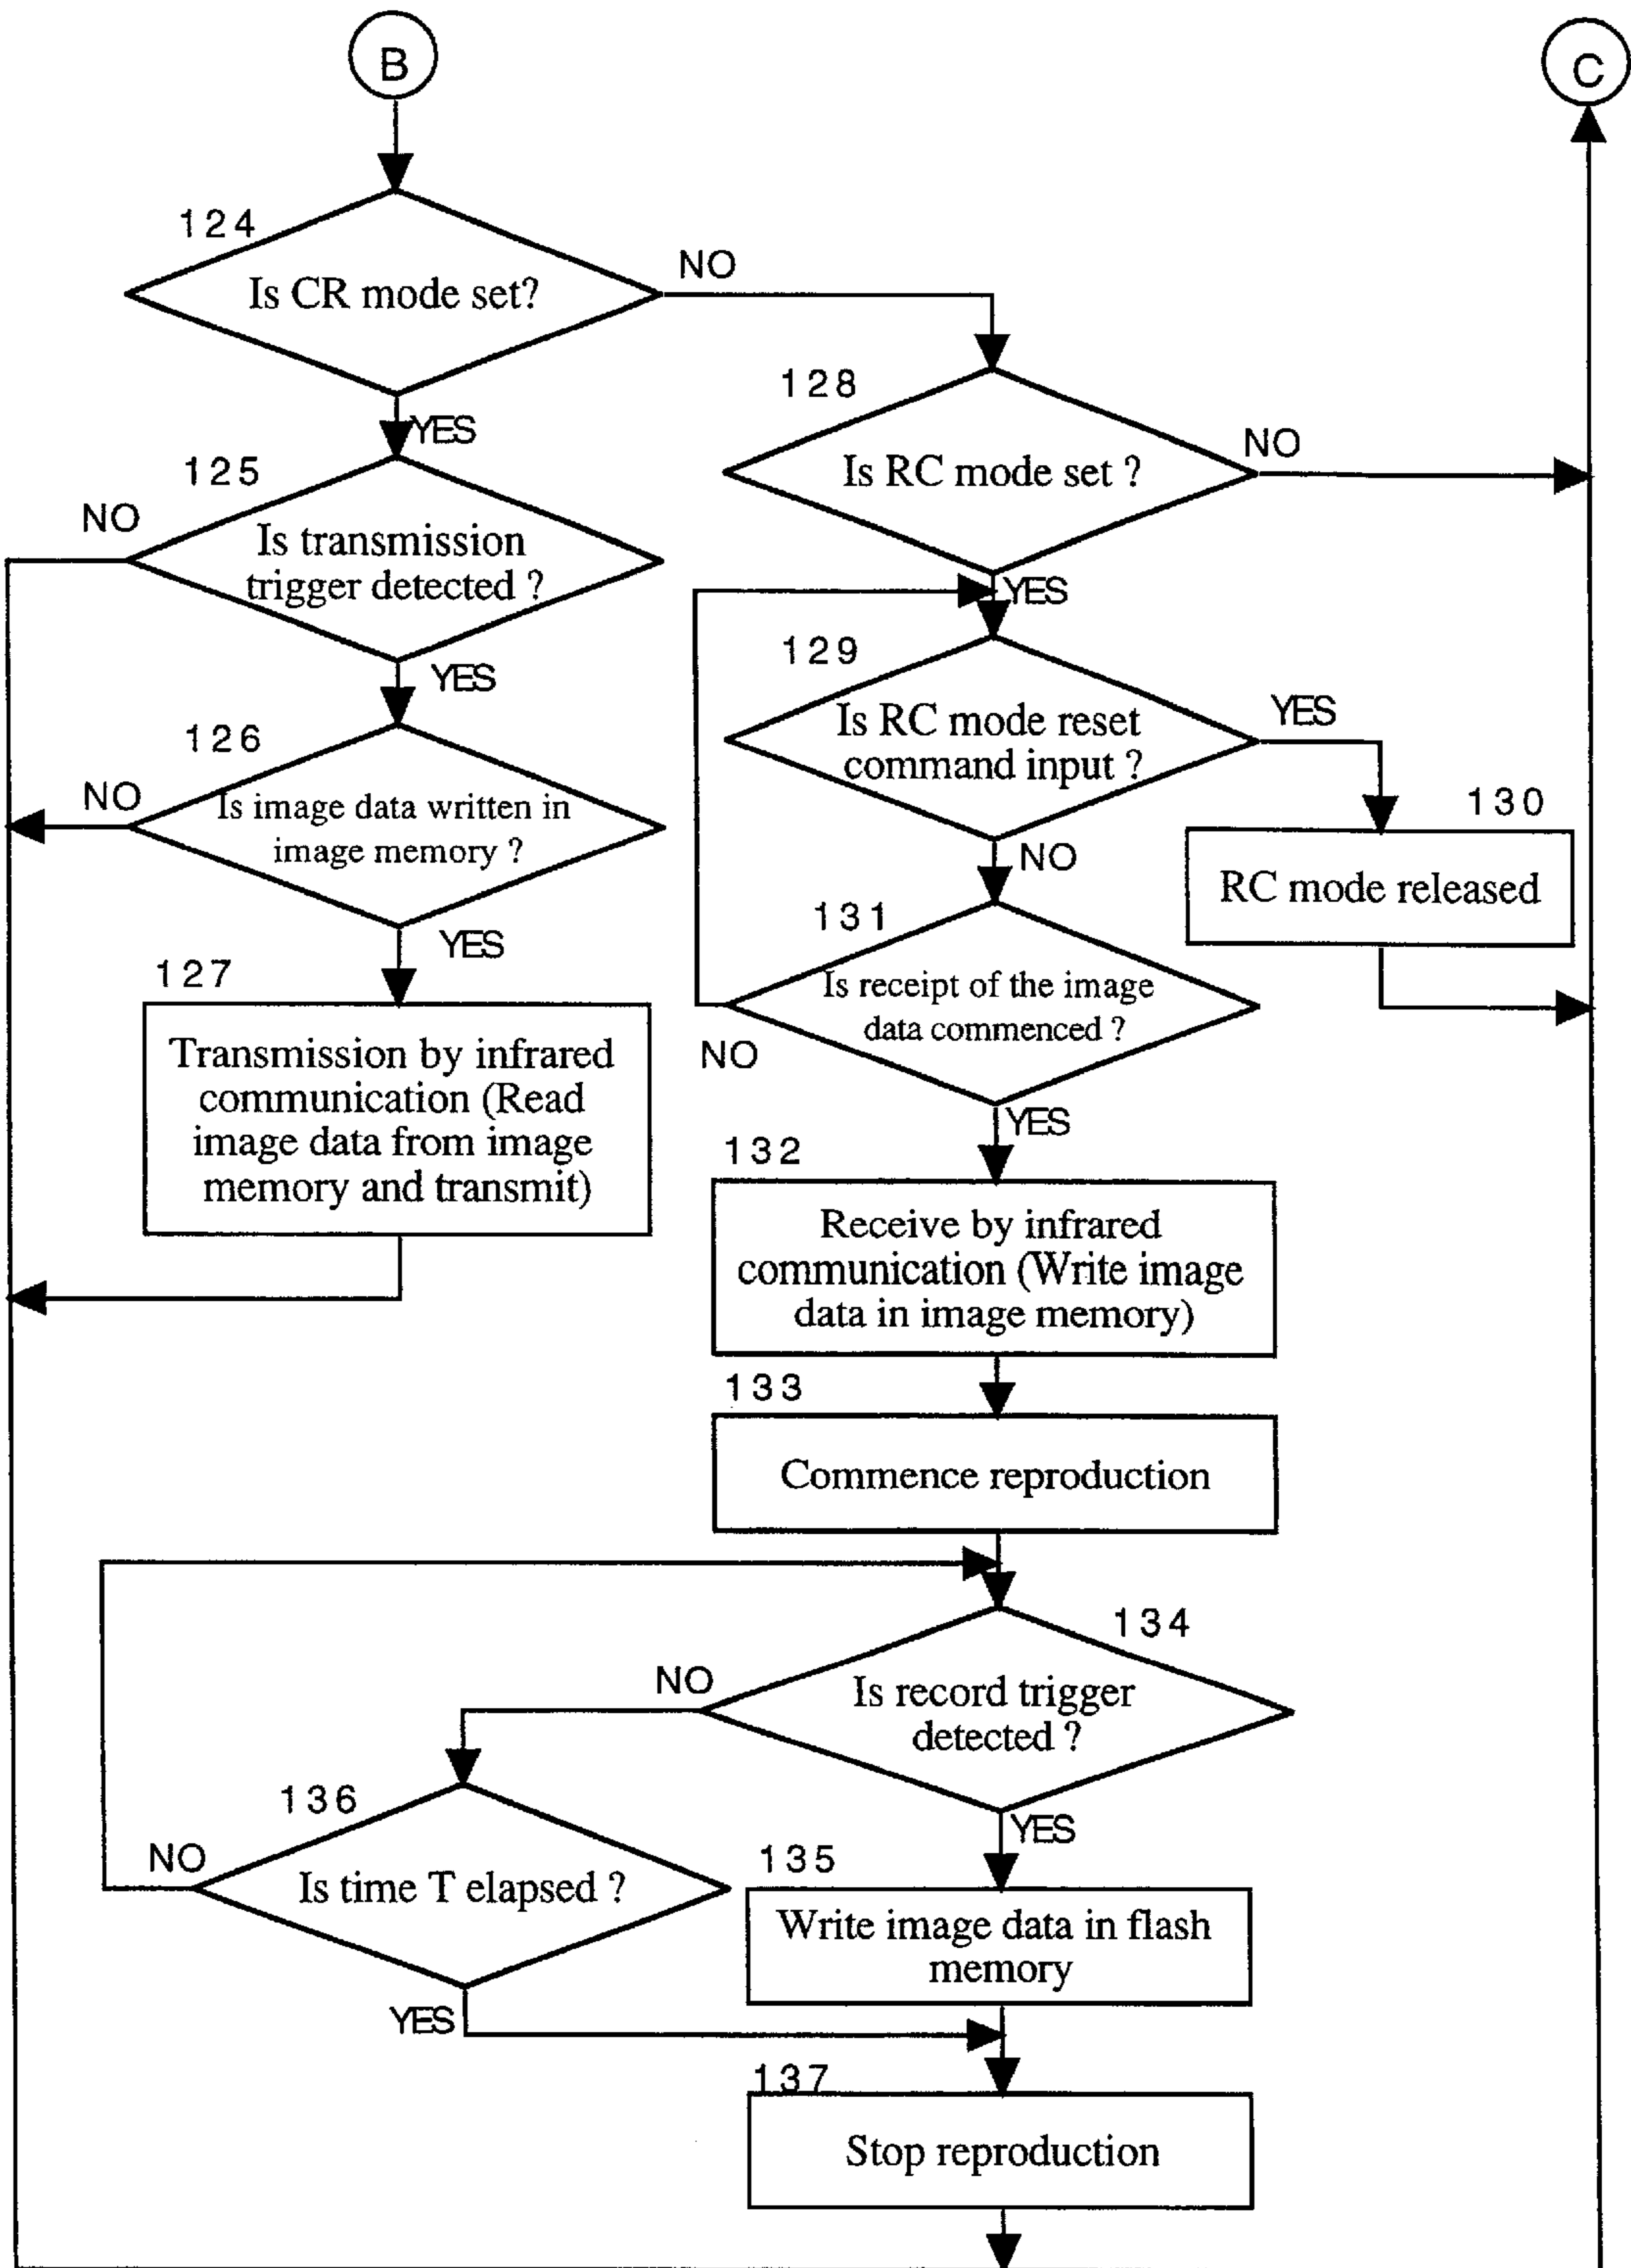 B
C
124
Is CR mode set?
NO
YES
128
Is RC mode set ?
NO
YES
125
Is transmission
trigger detected ?
NO
YES
129
Is RC mode reset
command input ?
YES
NO
126
Is image data written in
image memory ?
NO
YES
130
RC mode released
131
Is receipt of the image
data commenced ?
NO
YES
127
Transmission by infrared
communication (Read
image data from image
memory and transmit)
132
Receive by infrared
communication (Write image
data in image memory)
133
Commence reproduction
134
Is record trigger
detected ?
NO
YES
136
Is time T elapsed ?
NO
YES
135
Write image data in flash
memory
137
Stop reproduction